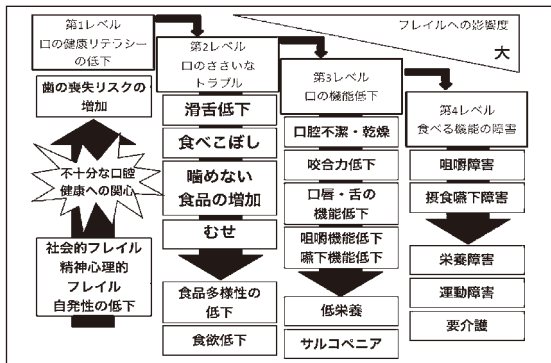 第1レベル
口の健康リテラシー
の低下
歯の喪失リスクの
増加
不十分な口腔
健康への関心
社会的フレイル
精神心理的
フレイル
自発性の低下
第2レベル
口のささいな
トラブル
滑舌低下
食べこぼし
噛めない
食品の増加
むせ
食品多様性の
低下
食欲低下
フレイルへの影響度
大
第3レベル
口の機能低下
口腔不潔・乾燥
咬合力低下
口唇・舌の
機能低下
咀嚼機能低下
嚥下機能低下
低栄養
サルコペニア
第4レベル
食べる機能の障害
咀嚼障害
摂食嚥下障害
栄養障害
運動障害
要介護